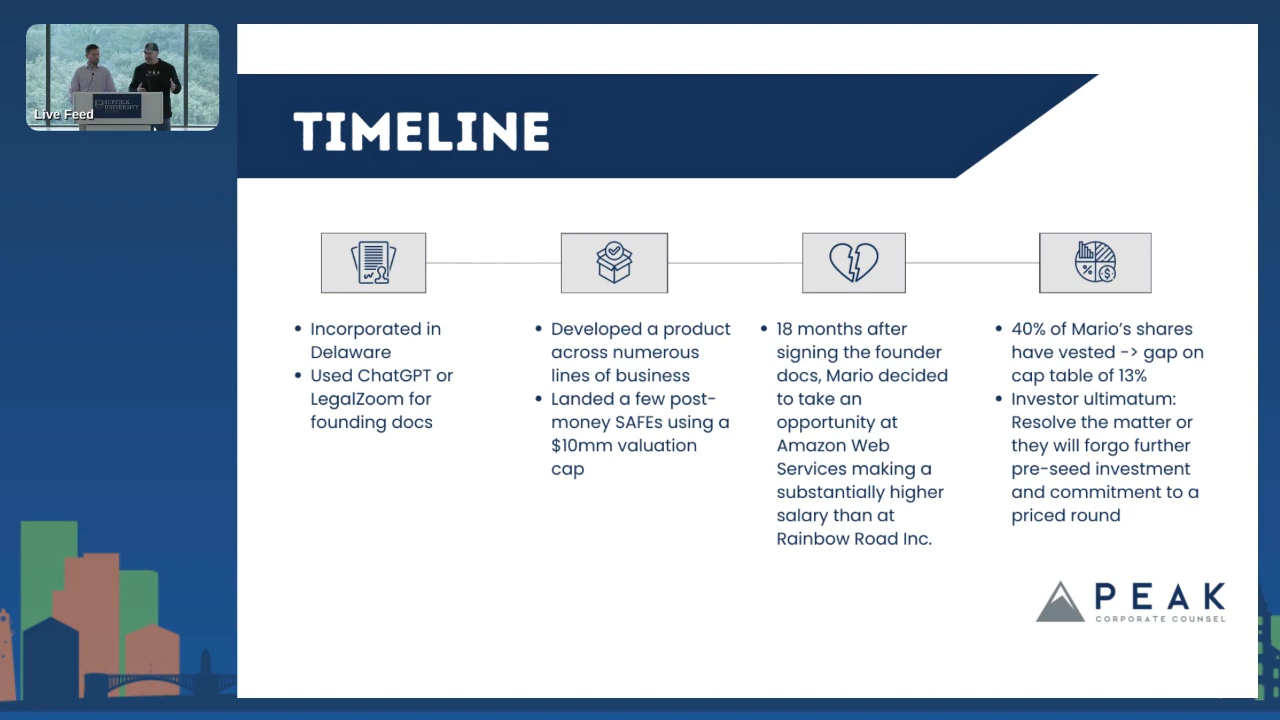 Live Feed
SUFFOLK
UNIVERSITY
TIMELINE
• Incorporated in
Delaware
• Used ChatGPT or
LegalZoom for
founding docs
• Developed a product
across numerous
lines of business
• Landed a few post-
money SAFEs using a
$10mm valuation
cap
• 18 months after
signing the founder
docs, Mario decided
to take an
opportunity at
Amazon Web
Services making a
substantially higher
salary than at
Rainbow Road Inc.
• 40% of Mario’s shares
have vested -> gap on
cap table of 13%
• Investor ultimatum:
Resolve the matter or
they will forgo further
pre-seed investment
and commitment to a
priced round
PEAK
CORPORATE COUNSEL